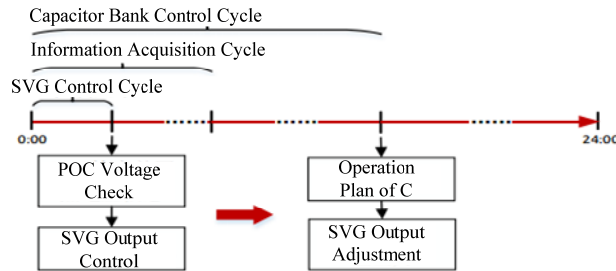 Capacitor Bank Control Cycle
Information Acquisition Cycle
SVG Control Cycle
0:00
24:00
POC Voltage
Check
SVG Output
Control
Operation
Plan of C
SVG Output
Adjustment